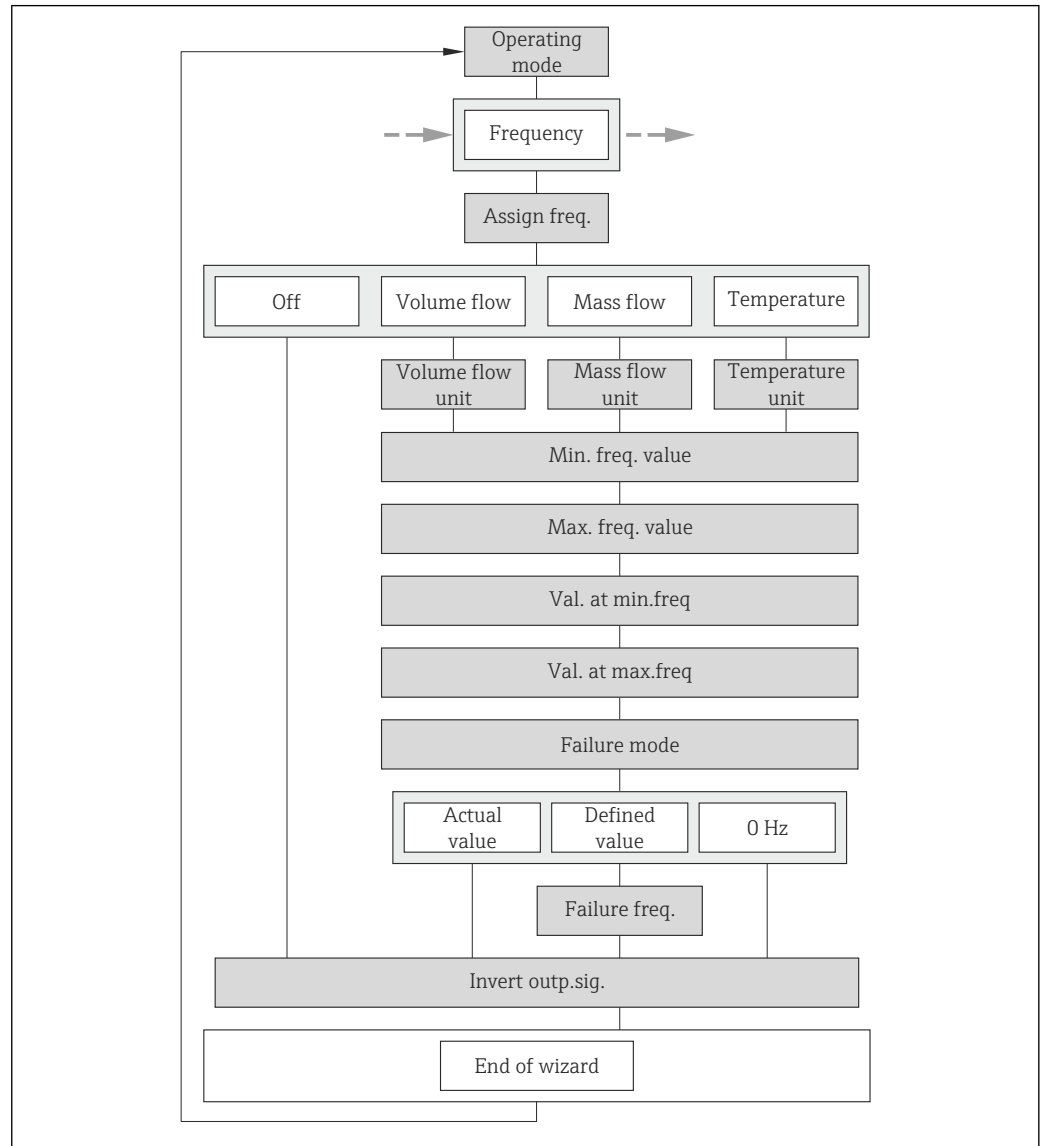 Operating
mode
Frequency
Assign freq.
Off
Volume flow
Mass flow
Temperature
Volume flow
unit
Mass flow
unit
Temperature
unit
Min. freq. value
Max. freq. value
Val. at min.freq
Val. at max.freq
Failure mode
Actual
value
Defined
value
0 Hz
Failure freq.
Invert outp.sig.
End of wizard